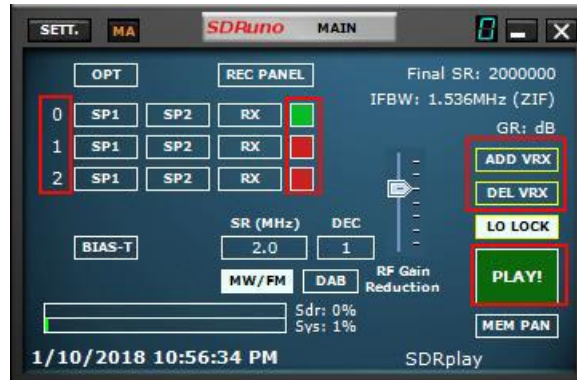 SETT. MA SDRuno MAIN 0
OPT REC PANEL Final SR: 2000000
IFBW: 1.536MHz (ZIF)
GR: dB
0 SP1 SP2 RX
1 SP1 SP2 RX ADD VRX
2 SP1 SP2 RX DEL VRX
SR (MHz) DEC LO LOCK
BIAS-T 2.0 1
MW/FM DAB RF Gain Reduction PLAY!
Sdr: 0%
Sys: 1% MEM PAN
1/10/2018 10:56:34 PM SDRplay